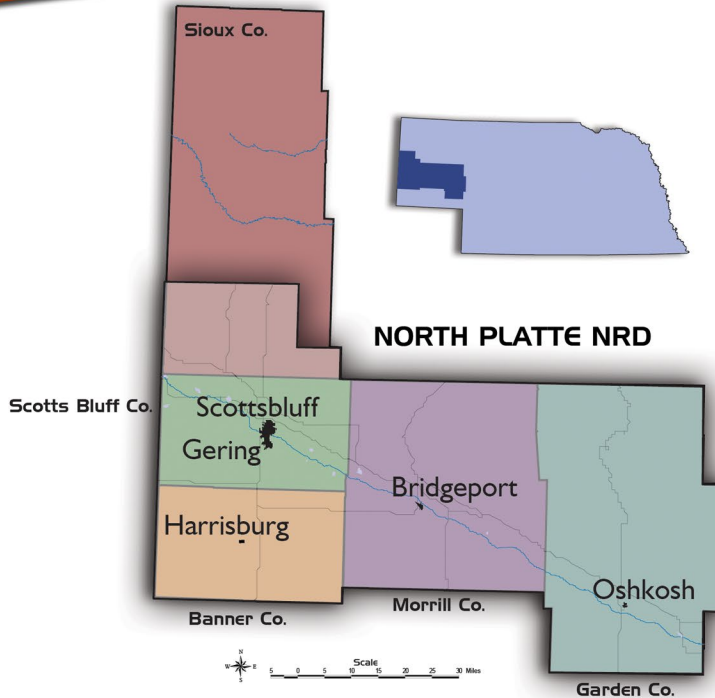 Sioux Co.
NORTH PLATTE NRD
Scotts Bluff Co.
Scottsbluff
Gering
Bridgeport
Harrisburg
Oshkosh
Banner Co.
Morrill Co.
Garden Co.
N
W E
S
Scale
5 0 5 10 15 20 25 30 Miles